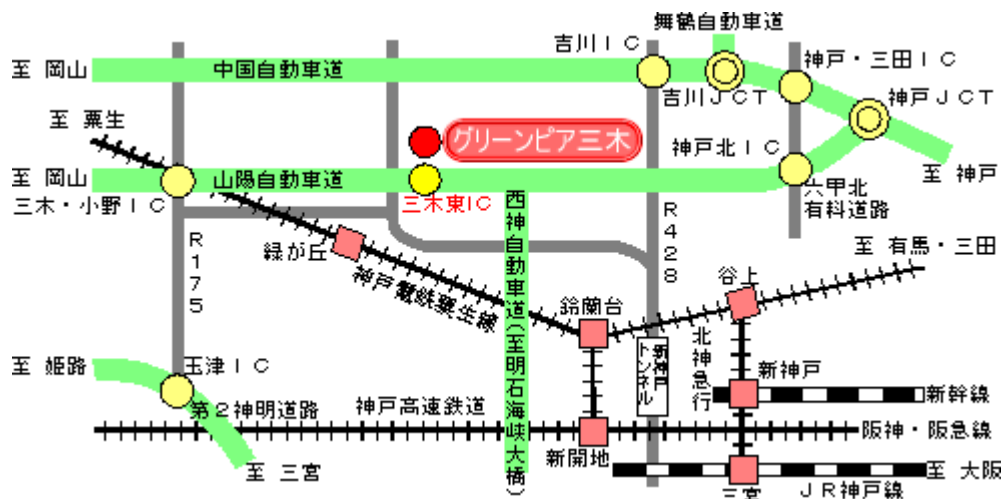 舞鶴自動車道
吉川ＩＣ
神戸・三田ＩＣ
至 岡山
中国自動車道
吉川ＪＣＴ
神戸ＪＣＴ
至 粟生
グリーンピア三木
神戸北ＩＣ
至 神戸
至 岡山
山陽自動車道
三木・小野ＩＣ
三木東IC
六甲北
有料道路
西神自動車道(至明石海峡大橋)
R175
R428
緑が丘
神戸電鉄粟生線
至 有馬・三田
谷上
鈴蘭台
北神急行
新神戸
トンネル
至 姫路
玉津ＩＣ
新神戸
新幹線
第２神明道路
神戸高速鉄道
阪神・阪急線
新開地
至 三宮
至 大阪
三宮
ＪＲ神戸線